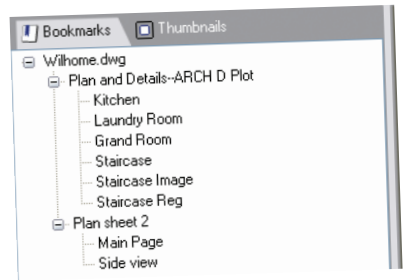 Bookmarks Thumbnails
Wilhome.dwg
Plan and Details--ARCH D Plot
Kitchen
Laundry Room
Grand Room
Staircase
Staircase Image
Staircase Reg
Plan sheet 2
Main Page
Side view